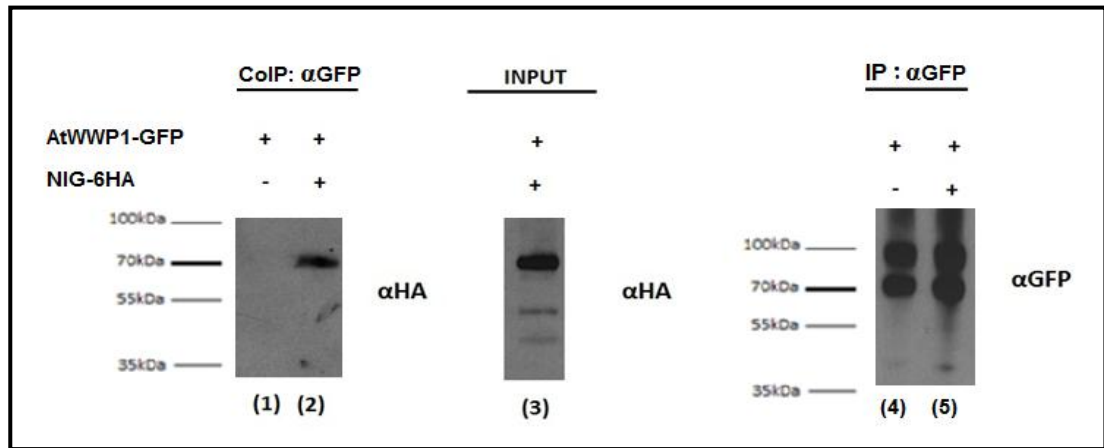 CoIP: αGFP
INPUT
IP : αGFP
AtWWP1-GFP + + + + +
NIG-6HA - + + - +
100kDa
70kDa
55kDa
35kDa
αHA
αHA
100kDa
70kDa
55kDa
35kDa
αGFP
(1) (2) (3) (4) (5)